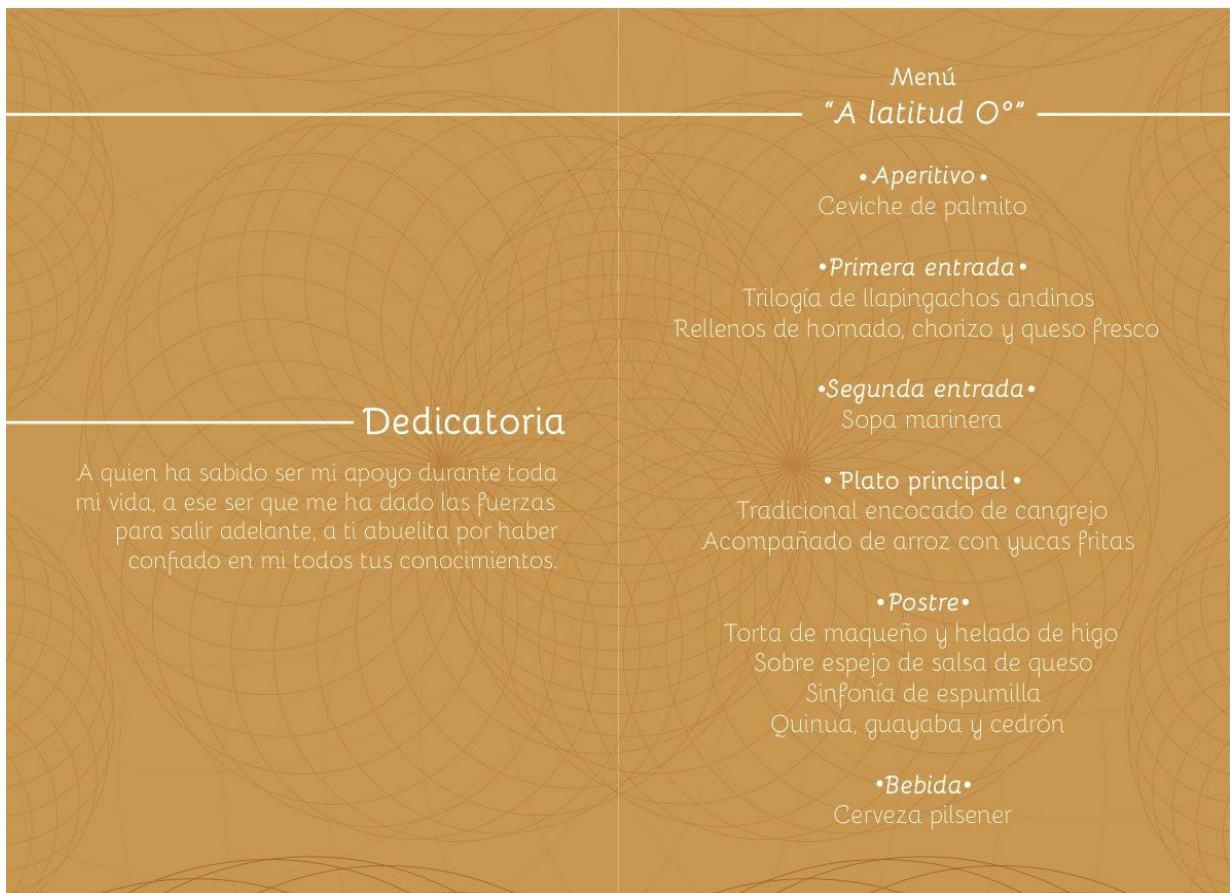 Dedicatoria
A quien ha sabido ser mi apoyo durante toda
mi vida, a ese ser que me ha dado las fuerzas
para salir adelante, a ti abuelita por haber
confiado en mi todos tus conocimientos.
Menú
“A latitud 0°”
• Aperitivo •
Ceviche de palmito
•Primera entrada•
Trilogía de llapingachos andinos
Rellenos de hornado, chorizo y queso fresco
•Segunda entrada•
Sopa marinera
• Plato principal •
Tradicional encocado de cangrejo
Acompañado de arroz con yucas fritas
•Postre•
Torta de maqueño y helado de higo
Sobre espejo de salsa de queso
Sinfonía de espumilla
Quinua, guayaba y cedrón
•Bebida•
Cerveza pilsener